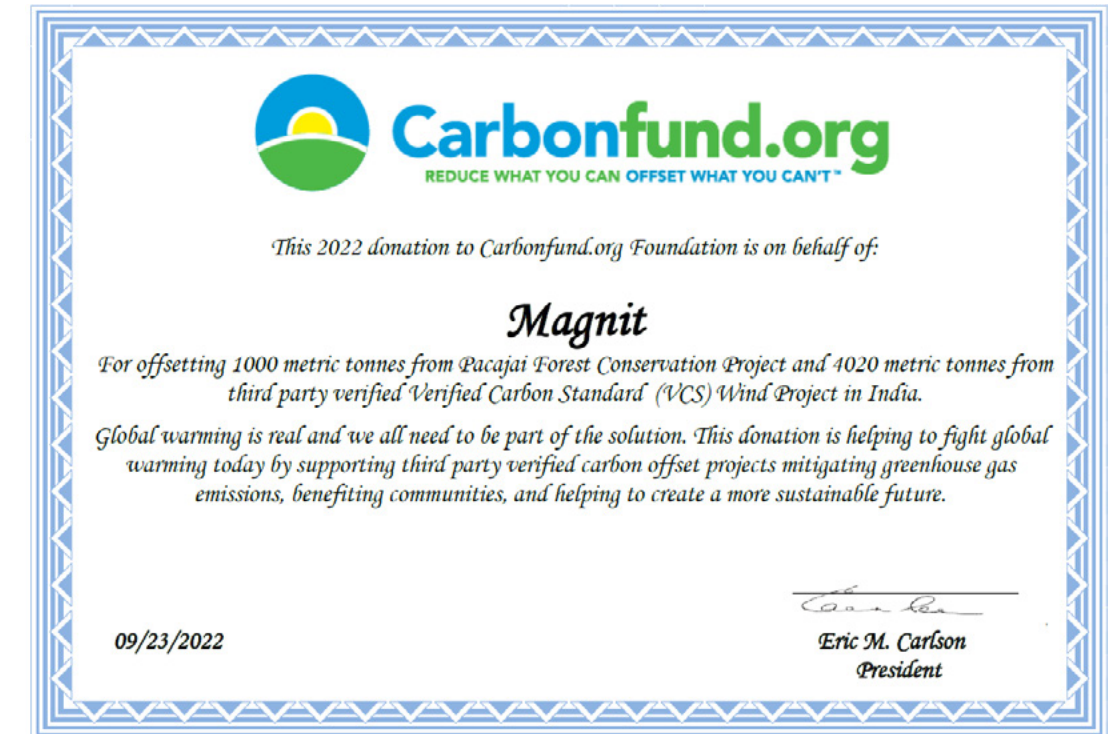 Carbonfund.org
REDUCE WHAT YOU CAN OFFSET WHAT YOU CAN'T™
This 2022 donation to Carbonfund.org Foundation is on behalf of:
Magnit
For offsetting 1000 metric tonnes from Pacajai Forest Conservation Project and 4020 metric tonnes from
third party verified Verified Carbon Standard (VCS) Wind Project in India.
Global warming is real and we all need to be part of the solution. This donation is helping to fight global
warming today by supporting third party verified carbon offset projects mitigating greenhouse gas
emissions, benefiting communities, and helping to create a more sustainable future.
09/23/2022
Eric M. Carlson
President